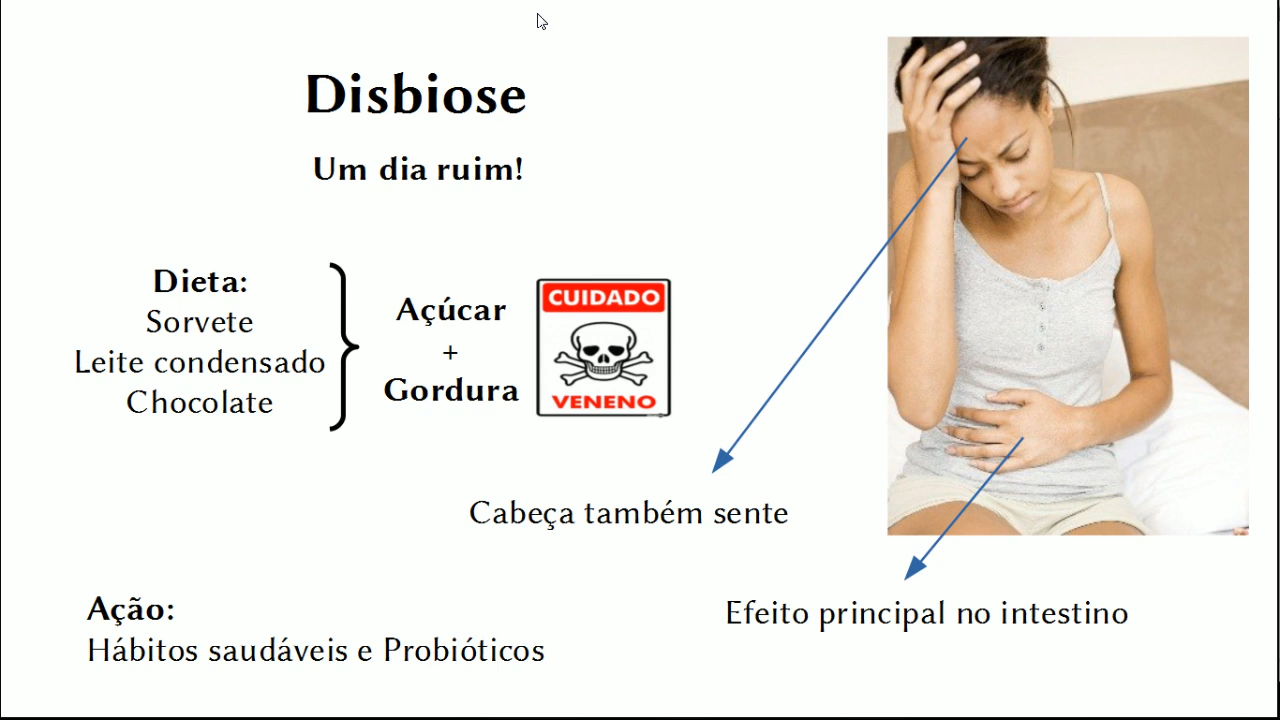 Disbiose
Um dia ruim!
Dieta:
Sorvete
Leite condensado
Chocolate
Açúcar
+
Gordura
CUIDADO
VENENO
Cabeça também sente
Efeito principal no intestino
Ação:
Hábitos saudáveis e Probióticos